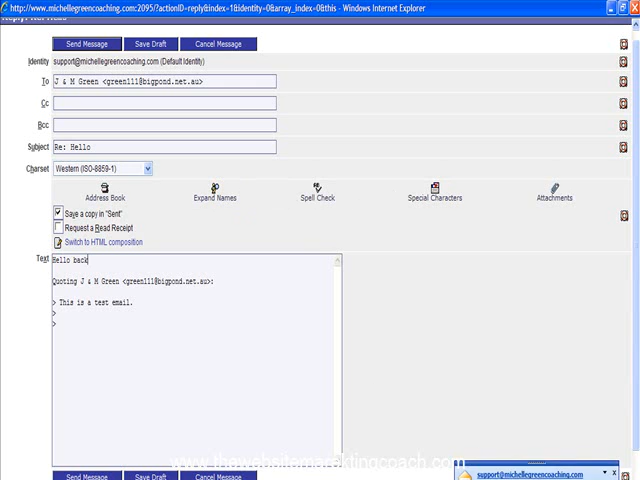 http://www.michellegreencoaching.com:2095/?actionID=reply&index=1&identity=0&array_index=0&this - Windows Internet Explorer
Send Message Save Draft Cancel Message
Identity support@michellegreencoaching.com (Default Identity)
To J & M Green <green111@bigpond.net.au>
Cc
Bcc
Subject Re: Hello
Charset Western (ISO-8859-1)
Address Book Expand Names Spell Check Special Characters Attachments
Save a copy in "Sent"
Request a Read Receipt
Switch to HTML composition
Text Hello back
Quoting J & M Green <green111@bigpond.net.au>:
> This is a test email.
>
>
www.thewebsitemarektingcoach.com
support@michellegreencoaching.com
Send Message Save Draft Cancel Message